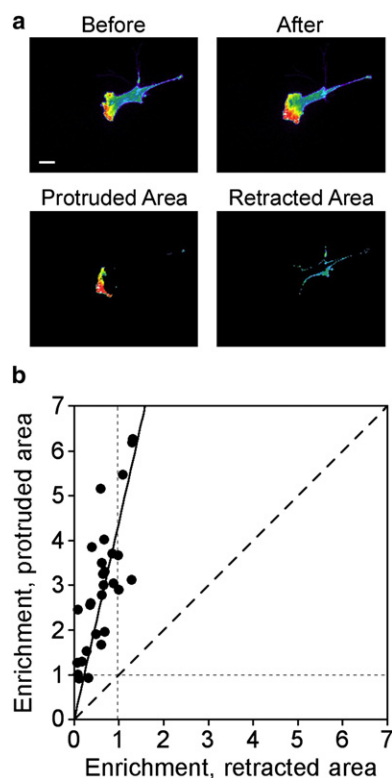 a
Before After
Protruded Area Retracted Area
b
Enrichment, protruded area
7
6
5
4
3
2
1
0
0 1 2 3 4 5 6 7
Enrichment, retracted area